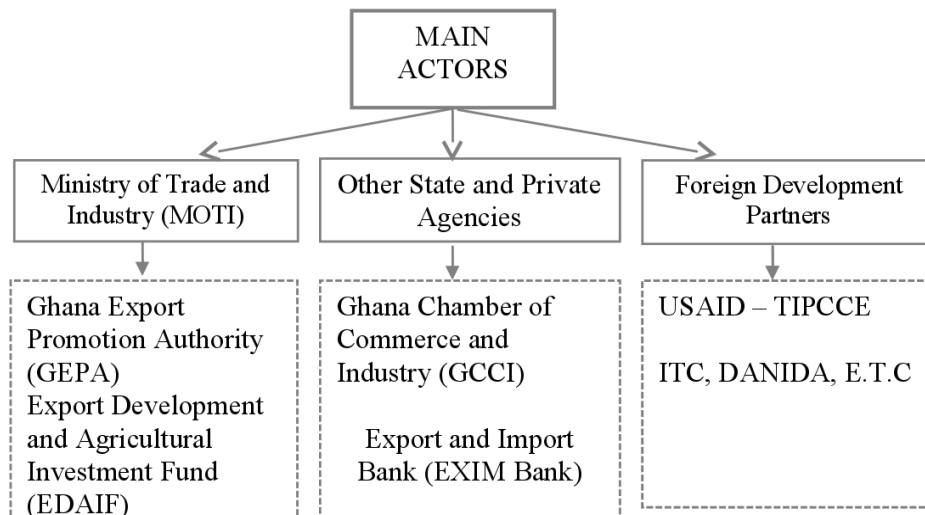 MAIN
ACTORS
Ministry of Trade and
Industry (MOTI)
Other State and Private
Agencies
Foreign Development
Partners
Ghana Export
Promotion Authority
(GEPA)
Export Development
and Agricultural
Investment Fund
(EDAIF)
Ghana Chamber of
Commerce and
Industry (GCCI)
Export and Import
Bank (EXIM Bank)
USAID – TIPCCE
ITC, DANIDA, E.T.C